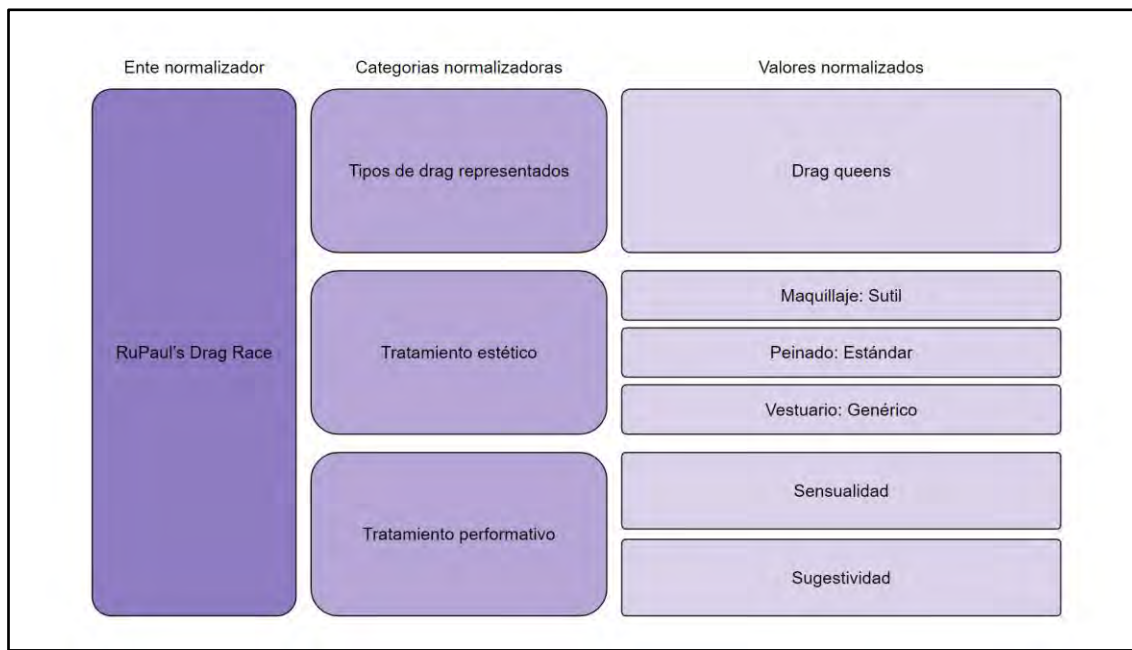 Ente normalizador
Categorias normalizadoras
Valores normalizados
RuPaul's Drag Race
Tipos de drag representados
Drag queens
Tratamiento estético
Maquillaje: Sutil
Peinado: Estándar
Vestuario: Genérico
Tratamiento performativo
Sensualidad
Sugestividad